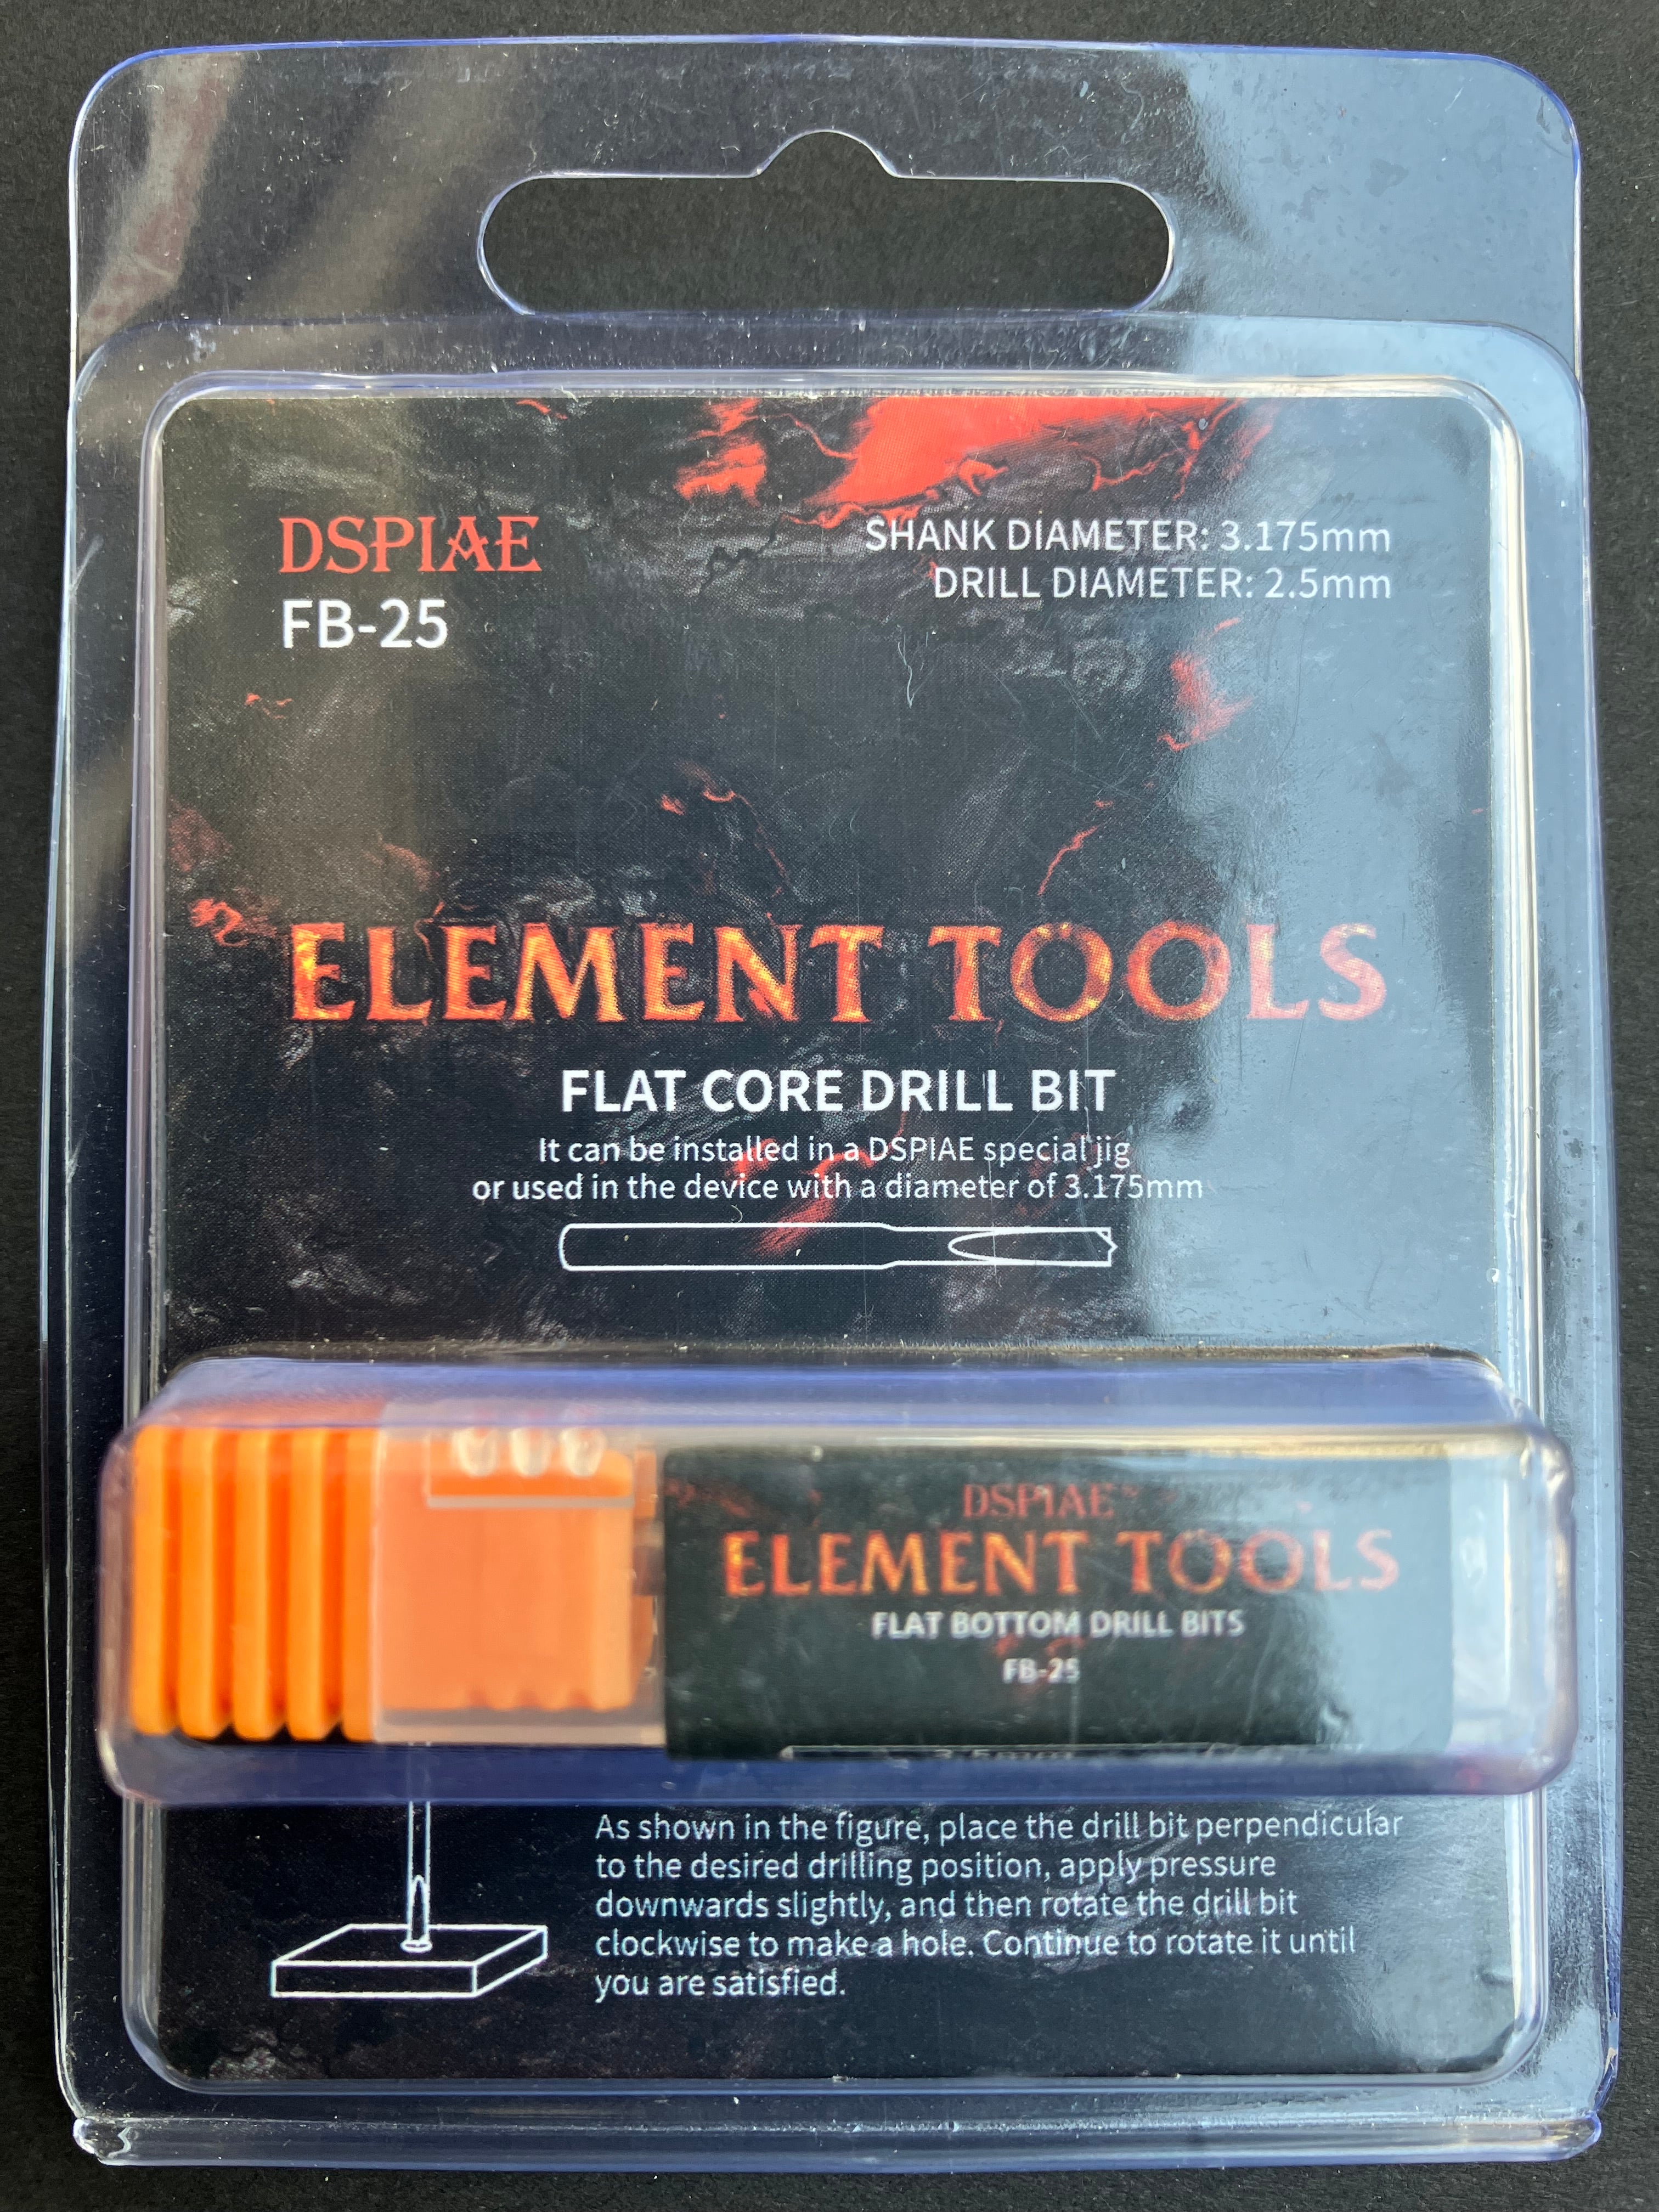 DSPIAE
FB-25
SHANK DIAMETER: 3.175mm
DRILL DIAMETER: 2.5mm
ELEMENT TOOLS
FLAT CORE DRILL BIT
It can be installed in a DSPIAE special jig
or used in the device with a diameter of 3.175mm
DSPIAE
ELEMENT TOOLS
FLAT BOTTOM DRILL BITS
FB-25
As shown in the figure, place the drill bit perpendicular
to the desired drilling position, apply pressure
downwards slightly, and then rotate the drill bit
clockwise to make a hole. Continue to rotate it until
you are satisfied.